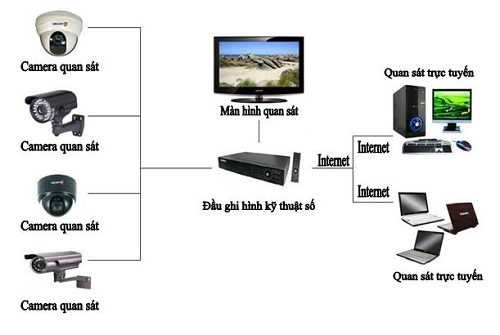 Camera quan sát
Camera quan sát
Camera quan sát
Camera quan sát
Màn hình quan sát
Đầu ghi hình kỹ thuật số
Internet
Internet
Internet
Quan sát trực tuyến
Quan sát trực tuyến